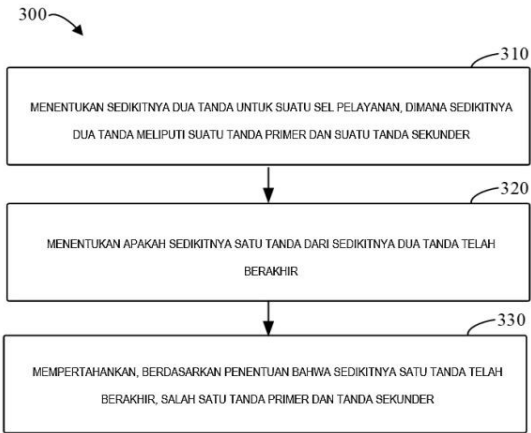 300
310
MENENTUKAN SEDIKITNYA DUA TANDA UNTUK SUATU SEL PELAYANAN, DIMANA SEDIKITNYA
DUA TANDA MELIPUTI SUATU TANDA PRIMER DAN SUATU TANDA SEKUNDER
320
MENENTUKAN APAKAH SEDIKITNYA SATU TANDA DARI SEDIKITNYA DUA TANDA TELAH
BERAKHIR
330
MEMPERTAHANKAN, BERDASARKAN PENENTUAN BAHWA SEDIKITNYA SATU TANDA TELAH
BERAKHIR, SALAH SATU TANDA PRIMER DAN TANDA SEKUNDER